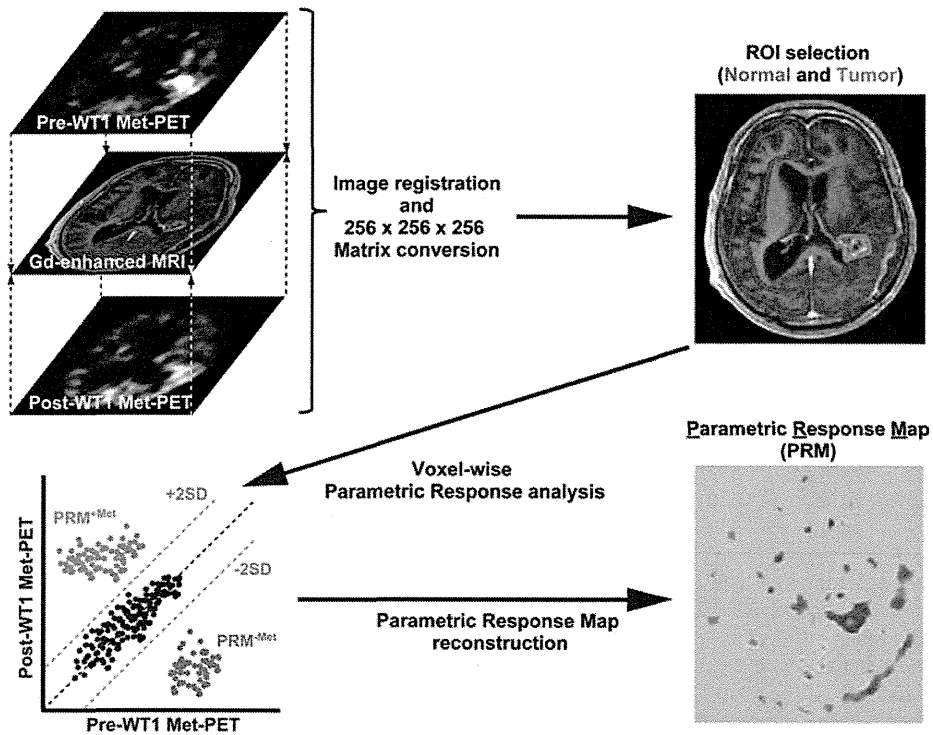 Pre-WT1 Met-PET
Gd-enhanced MRI
Post-WT1 Met-PET
Image registration
and
256 x 256 x 256
Matrix conversion
ROI selection
(Normal and Tumor)
Voxel-wise
Parametric Response analysis
Post-WT1 Met-PET
+2SD
PRM+Met
-2SD
PRM-Met
Pre-WT1 Met-PET
Parametric Response Map
reconstruction
Parametric Response Map
(PRM)